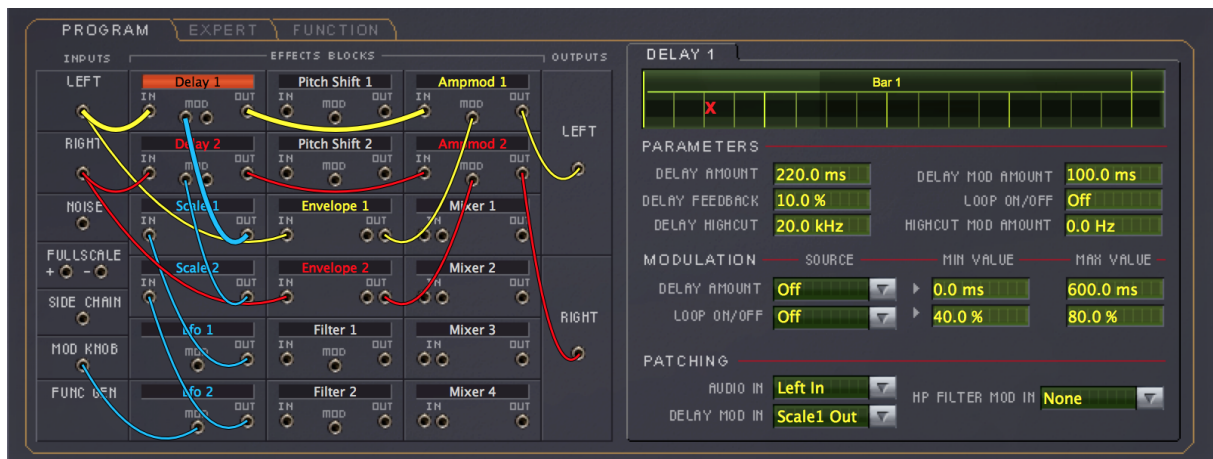 PROGRAM EXPERT FUNCTION
INPUTS EFFECTS BLOCKS OUTPUTS
LEFT Delay 1 Pitch Shift 1 Ampmod 1
IN MOD OUT IN MOD OUT IN MOD OUT
LEFT
RIGHT Delay 2 Pitch Shift 2 Ampmod 2
IN MOD OUT IN MOD OUT IN MOD OUT
NOISE Scale 1 Envelope 1 Mixer 1
IN OUT IN OUT IN OUT
FULLSCALE
+ -
Scale 2 Envelope 2 Mixer 2
IN OUT IN OUT IN OUT
SIDE CHAIN
RIGHT
Lfo 1 Filter 1 Mixer 3
MOD OUT IN MOD OUT IN OUT
MOD KNOB
FUNC GEN Lfo 2 Filter 2 Mixer 4
MOD OUT IN MOD OUT IN OUT
DELAY 1
Bar 1
X
PARAMETERS
DELAY AMOUNT 220.0 ms DELAY MOD AMOUNT 100.0 ms
DELAY FEEDBACK 10.0 % LOOP ON/OFF Off
DELAY HIGHCUT 20.0 kHz HIGHCUT MOD AMOUNT 0.0 Hz
MODULATION SOURCE MIN VALUE MAX VALUE
DELAY AMOUNT Off 0.0 ms 600.0 ms
LOOP ON/OFF Off 40.0 % 80.0 %
PATCHING
AUDIO IN Left In HP FILTER MOD IN None
DELAY MOD IN Scale1 Out